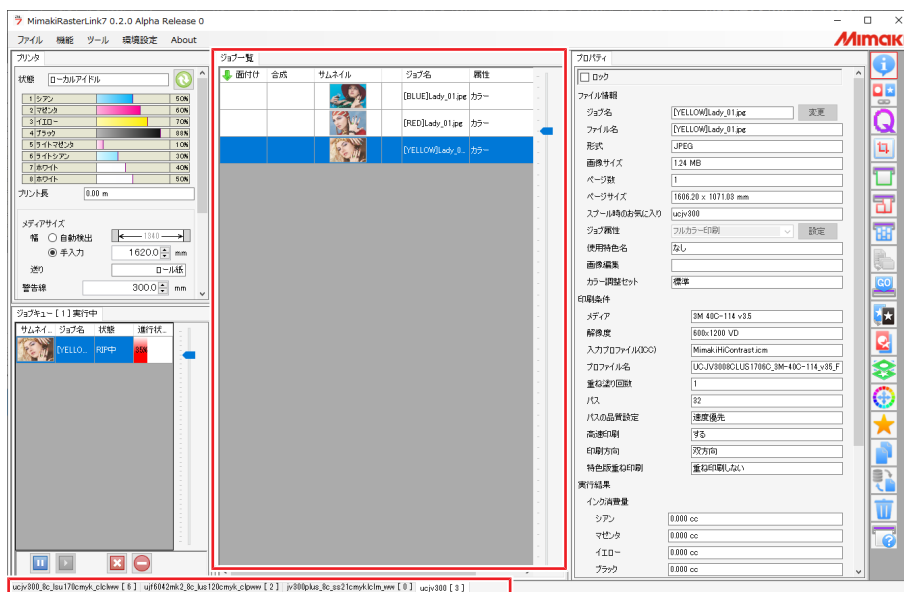 MimakiRasterLink7 0.2.0 Alpha Release 0
ファイル 機能 ツール 環境設定 About
Mimaki
プリンタ
状態 ローカルアイドル
1 シアン 50%
2 マゼンタ 60%
3 イエロー 70%
4 ブラック 88%
5 ライトマゼンタ 10%
6 ライトシアン 30%
7 ホワイト 40%
8 ホワイト 50%
プリント長 0.00 m
メディアサイズ
幅 自動検出 1340
手入力 1620.0 mm
送り ロール紙
警告線 300.0 mm
ジョブキュー [ 1 ] 実行中
サムネイ... ジョブ名 状態 進行状...
[YELLO... RIP中 35%
ジョブ一覧
面付け 合成 サムネイル ジョブ名 属性
[BLUE]Lady_01.jpg カラー
[RED]Lady_01.jpg カラー
[YELLOW]Lady_0... カラー
プロパティ
ロック
ファイル情報
ジョブ名 [YELLOW]Lady_01.jpg 変更
ファイル名 [YELLOW]Lady_01.jpg
形式 JPEG
画像サイズ 1.24 MB
ページ数 1
ページサイズ 1606.20 x 1071.03 mm
スプール時のお気に入り ucjv300
ジョブ属性 フルカラー印刷 設定
使用特色名 なし
画像編集
カラー調整セット 標準
印刷条件
メディア 3M 40C-114 v3.5
解像度 600x1200 VD
入力プロファイル(ICC) MimakiHiContrast.icm
プロファイル名 UCJV3008CLUS1706C_3M-40C-114_v35_F
重ね塗り回数 1
パス 32
パスの品質設定 速度優先
高速印刷 する
印刷方向 双方向
特色版重ね印刷 重ね印刷しない
実行結果
インク消費量
シアン 0.000 cc
マゼンタ 0.000 cc
イエロー 0.000 cc
ブラック 0.000 cc
GO
ucjv300_8c_lsu170cmyk_clclww [ 6 ] ujf6042mk2_8c_lus120cmyk_clpww [ 2 ] jv300plus_8c_ss21cmyklclm_ww [ 0 ] ucjv300 [ 3 ]